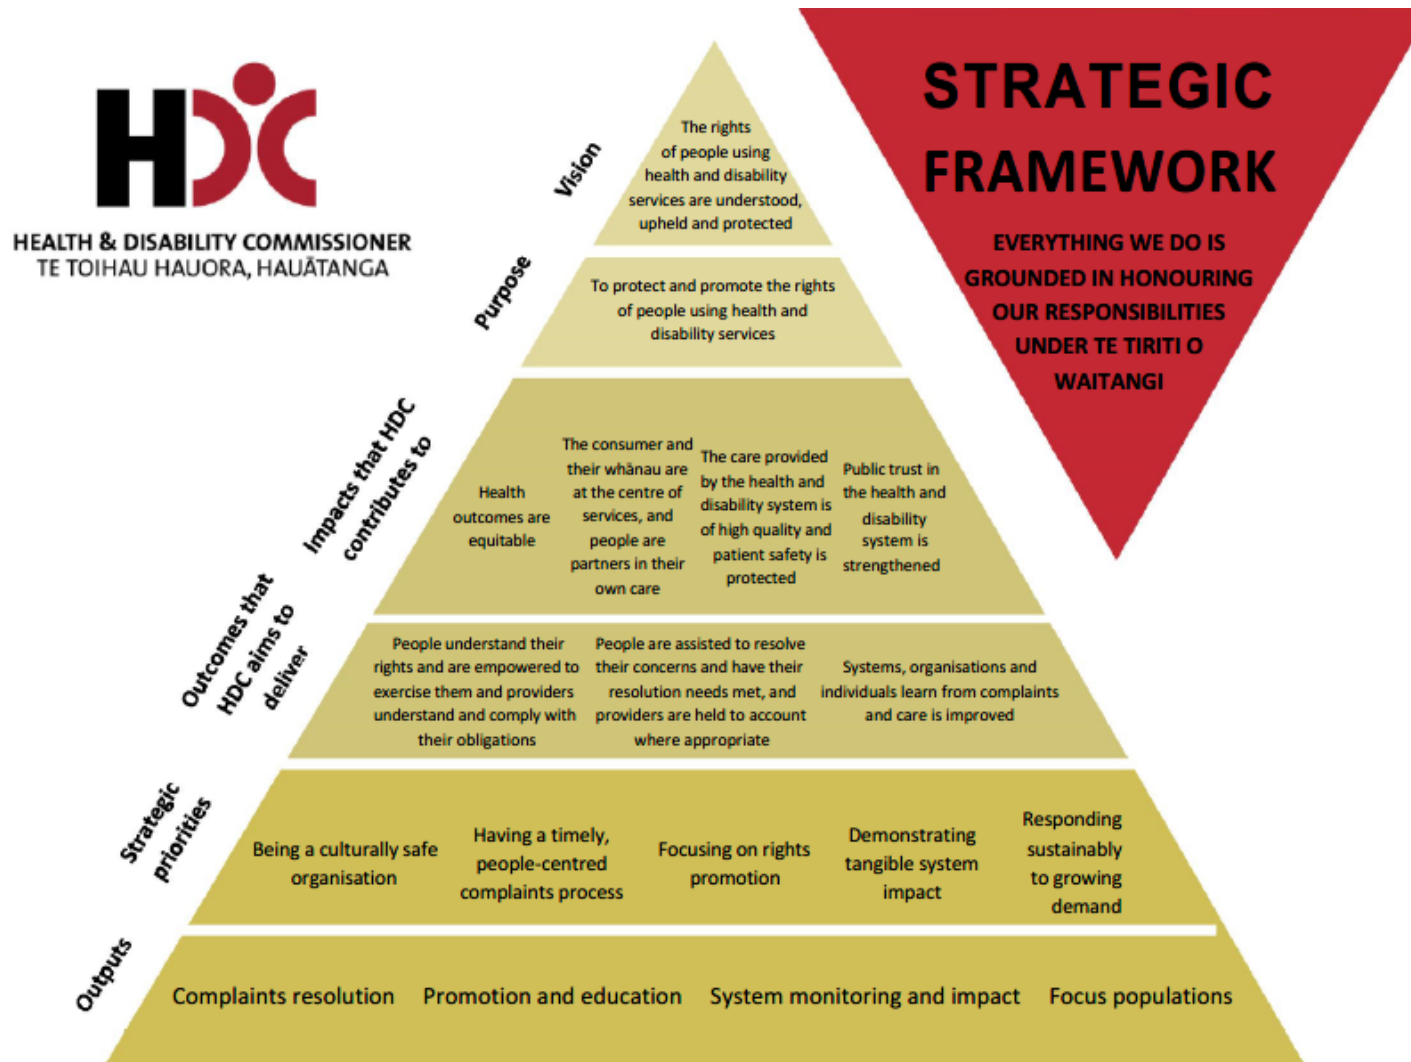 HDC
HEALTH & DISABILITY COMMISSIONER
TE TOIHAU HAUORA, HAUĀTANGA
STRATEGIC
FRAMEWORK
EVERYTHING WE DO IS
GROUNDED IN HONOURING
OUR RESPONSIBILITIES
UNDER TE TIRITI O
WAITANGI
Vision
The rights
of people using
health and disability
services are understood,
upheld and protected
Purpose
To protect and promote the rights
of people using health and
disability services
Impacts that HDC
contributes to
Health
outcomes are
equitable
The consumer and
their whānau are
at the centre of
services, and
people are
partners in their
own care
The care provided
by the health and
disability system is
of high quality and
patient safety is
protected
Public trust in
the health and
disability
system is
strengthened
Outcomes that
HDC aims to
deliver
People understand their
rights and are empowered to
exercise them and providers
understand and comply with
their obligations
People are assisted to resolve
their concerns and have their
resolution needs met, and
providers are held to account
where appropriate
Systems, organisations and
individuals learn from complaints
and care is improved
Strategic
priorities
Being a culturally safe
organisation
Having a timely,
people-centred
complaints process
Focusing on rights
promotion
Demonstrating
tangible system
impact
Responding
sustainably
to growing
demand
Outputs
Complaints resolution
Promotion and education
System monitoring and impact
Focus populations